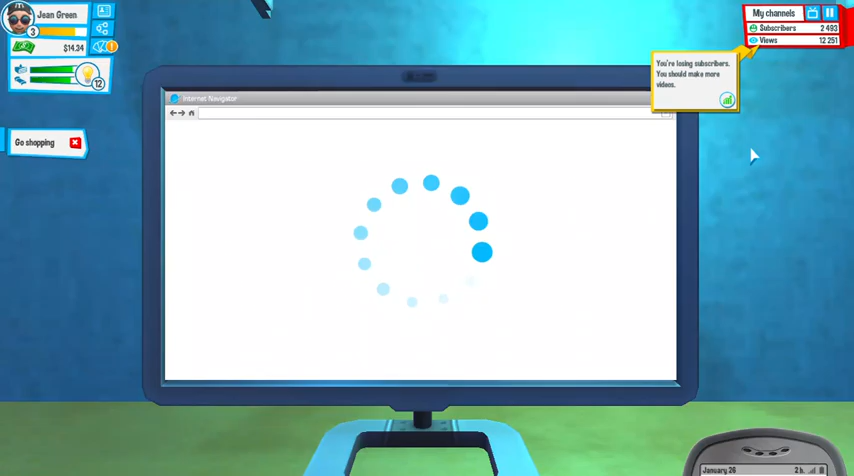 Jean Green
3
$14.34
!
12
Go shopping
Internet Navigator
My channels
Subscribers 2 493
Views 12 251
You're losing subscribers.
You should make more
videos.
January 26 2 h.